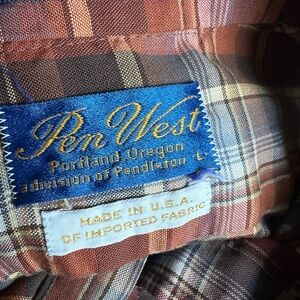 Pen West
Portland, Oregon
a division of Pendleton
L
MADE IN U.S.A.
OF IMPORTED FABRIC